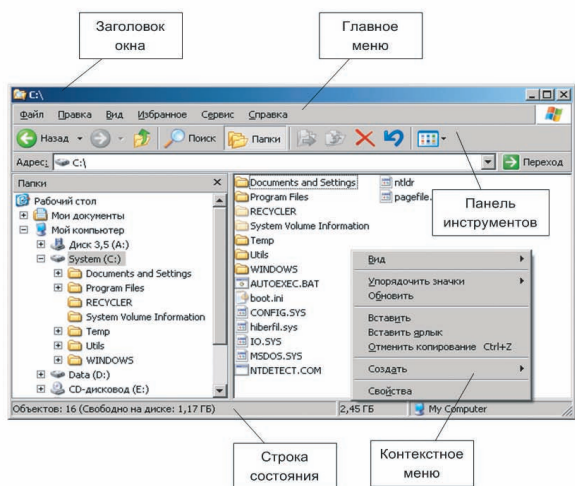 Заголовок
окна
Главное
меню
C:\
Файл Правка Вид Избранное Сервис Справка
Назад Поиск Папки
Адрес: C:\ Переход
Папки
Рабочий стол
Мои документы
Мой компьютер
Диск 3,5 (A:)
System (C:)
Documents and Settings
Program Files
RECYCLER
System Volume Information
Temp
Utils
WINDOWS
Data (D:)
CD-дисковод (E:)
Documents and Settings
Program Files
RECYCLER
System Volume Information
Temp
Utils
WINDOWS
AUTOEXEC.BAT
boot.ini
CONFIG.SYS
hiberfil.sys
IO.SYS
MSDOS.SYS
NTDETECT.COM
ntldr
pagefile.
Панель
инструментов
Вид
Упорядочить значки
Обновить
Вставить
Вставить ярлык
Отменить копирование Ctrl+Z
Создать
Свойства
Объектов: 16 (Свободно на диске: 1,17 ГБ) 2,45 ГБ My Computer
Строка
состояния
Контекстное
меню